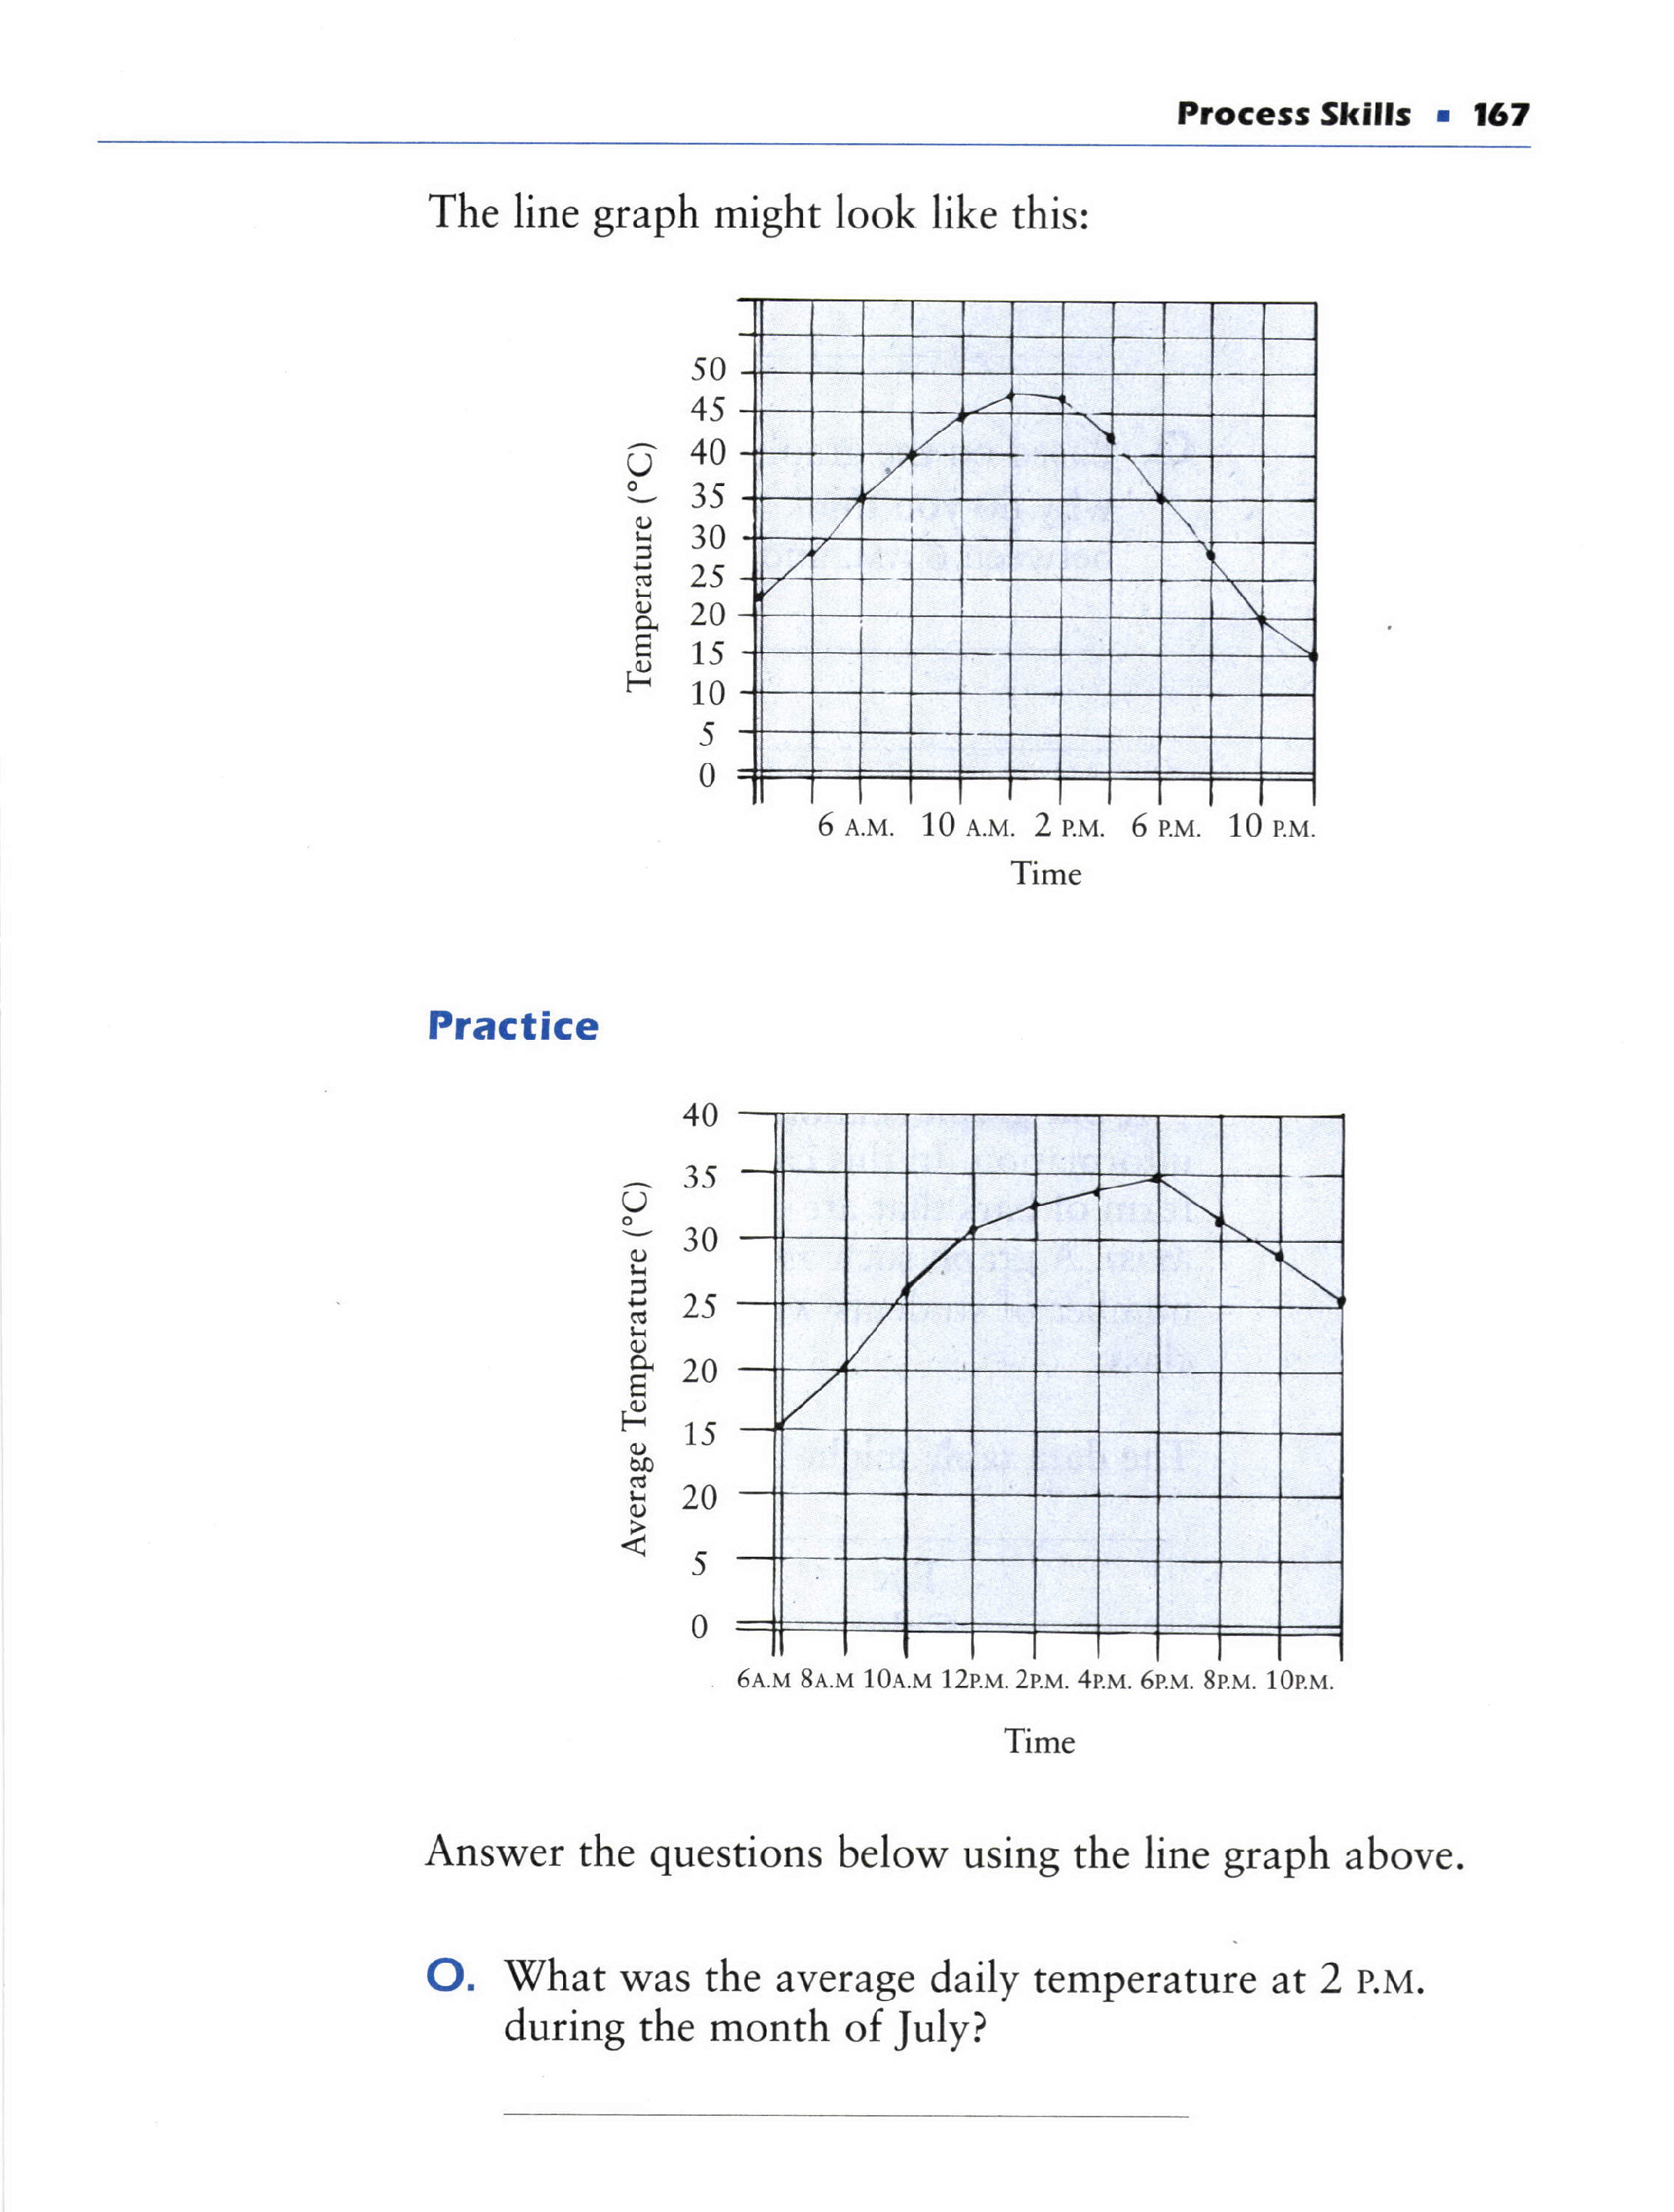 Process Skills ▪ 167
The line graph might look like this:
50
45
40
35
30
25
20
15
10
5
0
Temperature (°C)
6 A.M. 10 A.M. 2 P.M. 6 P.M. 10 P.M.
Time
Practice
40
35
30
25
20
15
20
5
0
Average Temperature (°C)
6A.M 8A.M 10A.M 12P.M. 2P.M. 4P.M. 6P.M. 8P.M. 10P.M.
Time
Answer the questions below using the line graph above.
O. What was the average daily temperature at 2 P.M.
during the month of July?